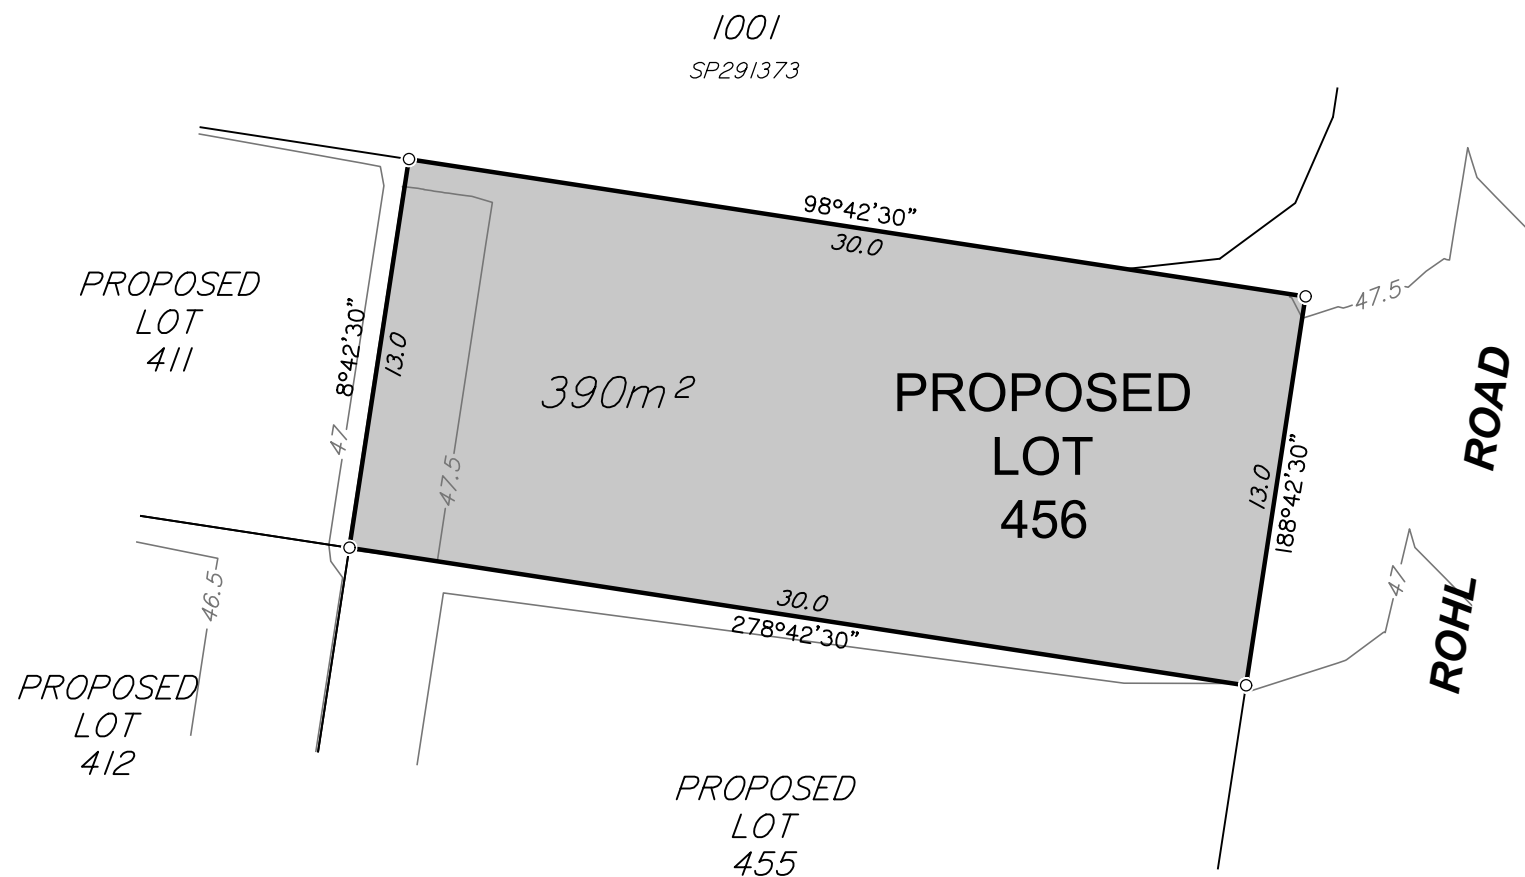 1001
SP291373
98°42'30"
30.0
PROPOSED
LOT
411
8°42'30"
13.0
47
47.5
390m²
PROPOSED
LOT
456
13.0
188°42'30"
47.5
ROHL ROAD
47
30.0
278°42'30"
46.5
PROPOSED
LOT
412
PROPOSED
LOT
455